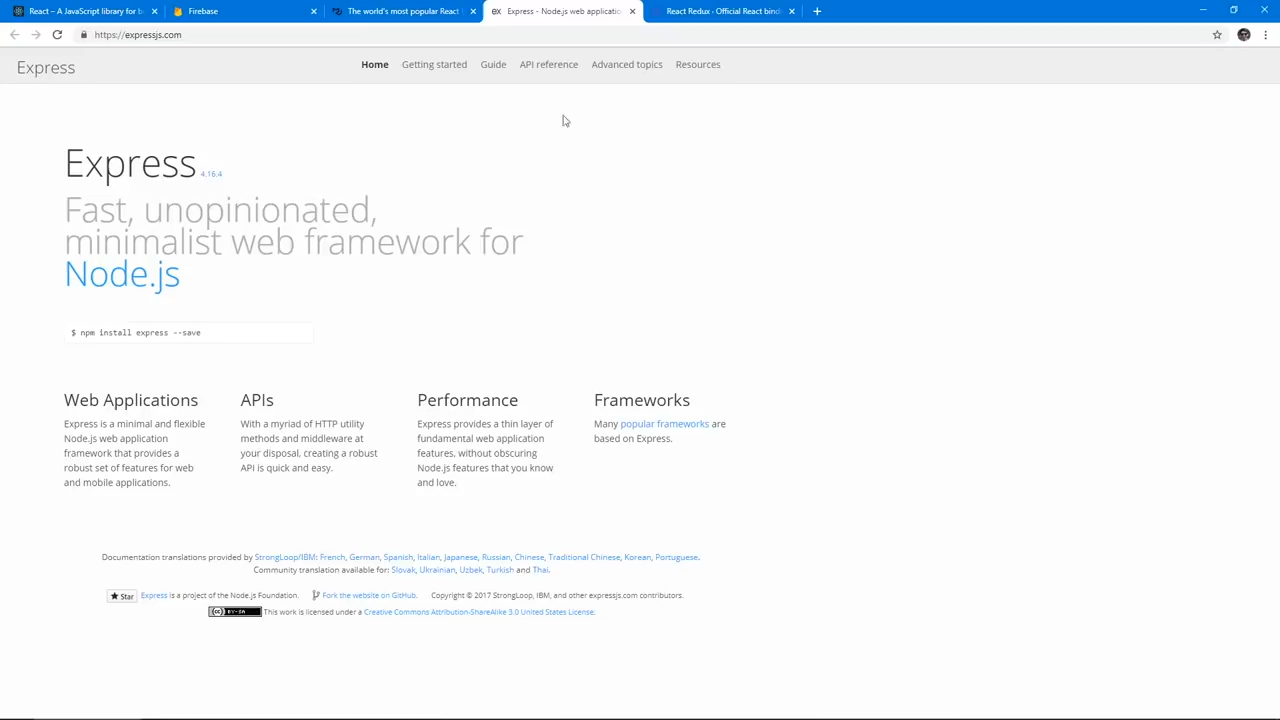 React – A JavaScript library for b
Firebase
The world's most popular React
Express - Node.js web applicatio
React Redux · Official React bind
https://expressjs.com
Express
Home
Getting started
Guide
API reference
Advanced topics
Resources
Express 4.16.4
Fast, unopinionated,
minimalist web framework for
Node.js
$ npm install express --save
Web Applications
Express is a minimal and flexible
Node.js web application
framework that provides a
robust set of features for web
and mobile applications.
APIs
With a myriad of HTTP utility
methods and middleware at
your disposal, creating a robust
API is quick and easy.
Performance
Express provides a thin layer of
fundamental web application
features, without obscuring
Node.js features that you know
and love.
Frameworks
Many popular frameworks are
based on Express.
Documentation translations provided by StrongLoop/IBM: French, German, Spanish, Italian, Japanese, Russian, Chinese, Traditional Chinese, Korean, Portuguese.
Community translation available for: Slovak, Ukrainian, Uzbek, Turkish and Thai.
Star
Express is a project of the Node.js Foundation.
Fork the website on GitHub.
Copyright © 2017 StrongLoop, IBM, and other expressjs.com contributors.
(cc) BY-SA This work is licensed under a Creative Commons Attribution-ShareAlike 3.0 United States License.